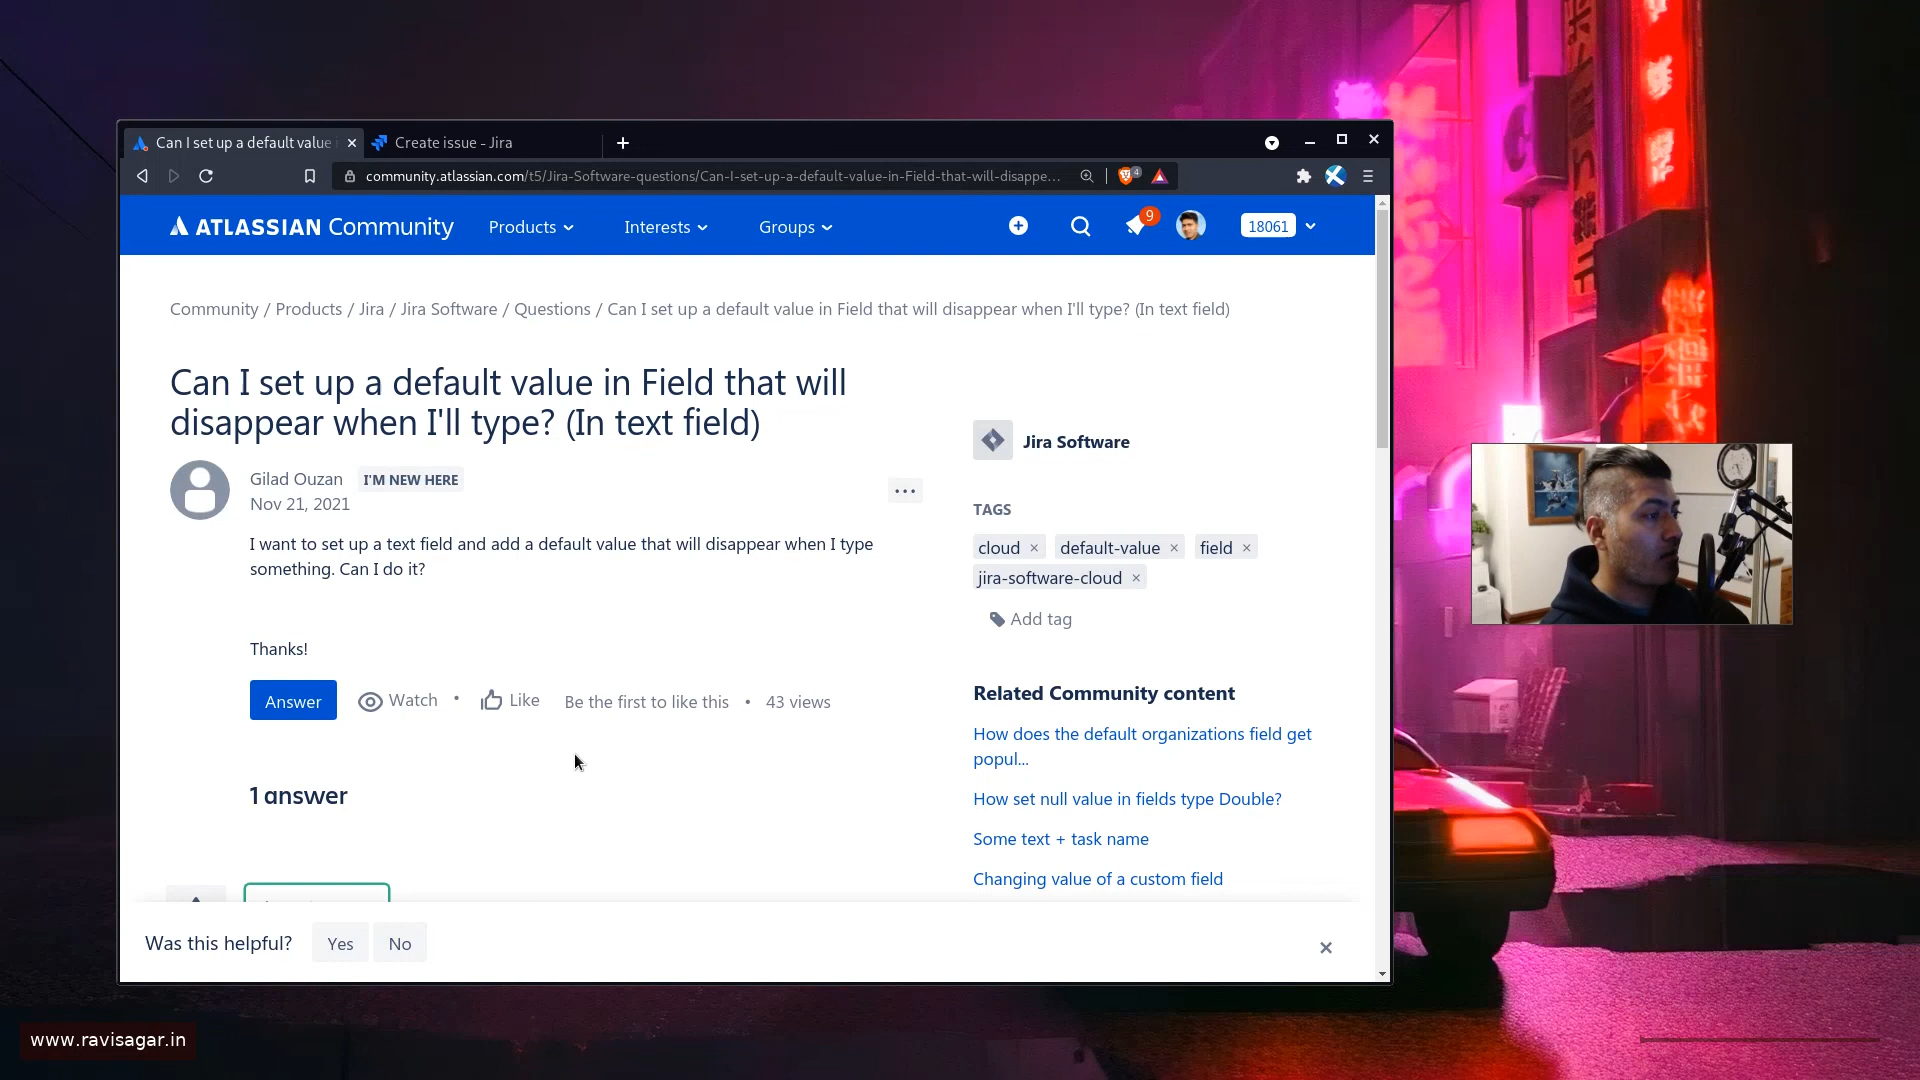 Can I set up a default value
Create issue - Jira
community.atlassian.com/t5/Jira-Software-questions/Can-I-set-up-a-default-value-in-Field-that-will-disappe...
4
ATLASSIAN Community
Products
Interests
Groups
9
18061
Community / Products / Jira / Jira Software / Questions / Can I set up a default value in Field that will disappear when I'll type? (In text field)
Can I set up a default value in Field that will
disappear when I'll type? (In text field)
Gilad Ouzan I'M NEW HERE
Nov 21, 2021
...
I want to set up a text field and add a default value that will disappear when I type
something. Can I do it?
Thanks!
Answer
Watch •
Like
Be the first to like this • 43 views
1 answer
Jira Software
TAGS
cloud × default-value × field ×
jira-software-cloud ×
Add tag
Related Community content
How does the default organizations field get
popul...
How set null value in fields type Double?
Some text + task name
Changing value of a custom field
Was this helpful? Yes No
www.ravisagar.in